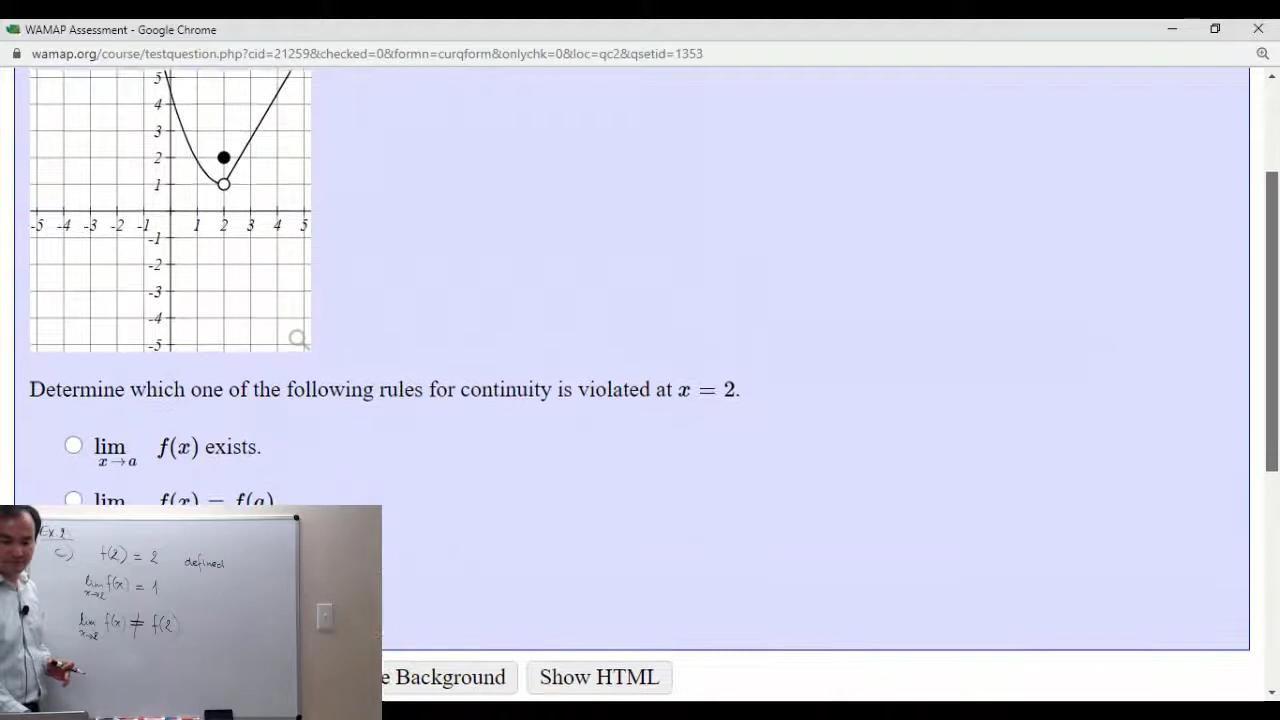 WAMAP Assessment - Google Chrome
wamap.org/course/testquestion.php?cid=21259&checked=0&formn=curqform&onlychk=0&loc=qc2&qsetid=1353
5
4
3
2
1
-5 -4 -3 -2 -1 1 2 3 4 5
-1
-2
-3
-4
-5
Determine which one of the following rules for continuity is violated at x = 2.
lim x→a f(x) exists.
lim f(x) = f(a)
Ex.2:
c) f(2) = 2 defined
lim x→2 f(x) = 1
lim x→2 f(x) ≠ f(2)
e Background
Show HTML